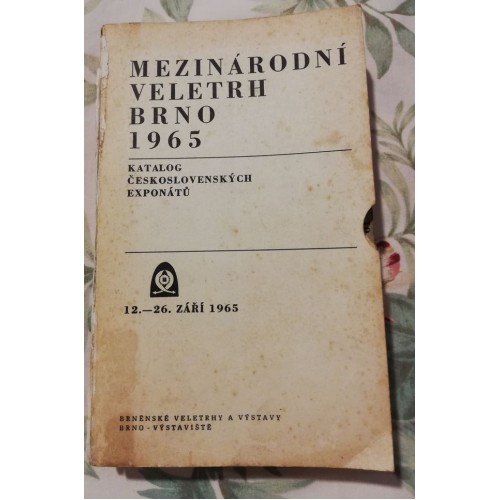 MEZINÁRODNÍ
VELETRH
BRNO
1965
KATALOG
ČESKOSLOVENSKÝCH
EXPONÁTŮ
12.—26. ZÁŘÍ 1965
BRNĚNSKÉ VELETRHY A VÝSTAVY
BRNO - VÝSTAVIŠTĚ